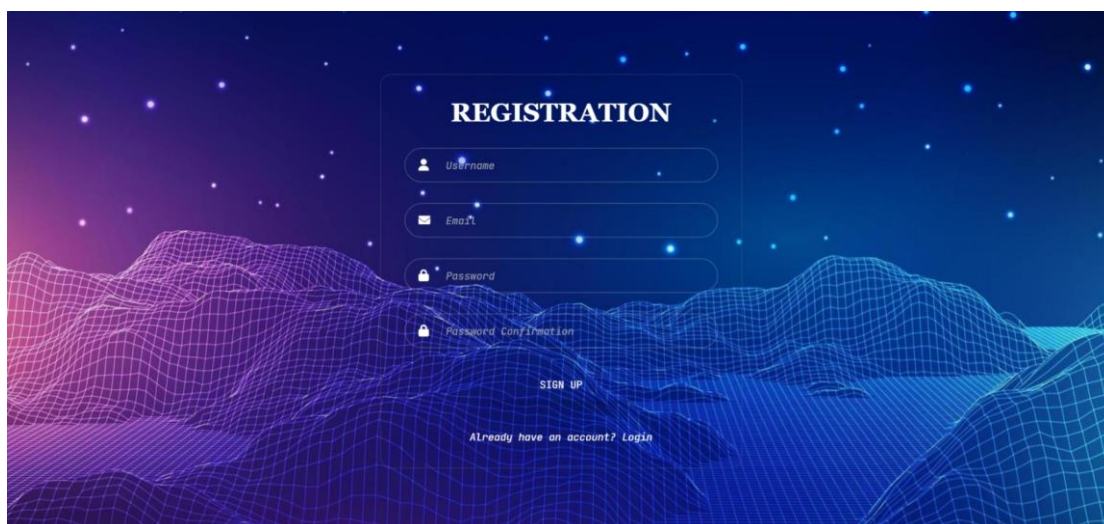 REGISTRATION
Username
Email
Password
Password Confirmation
SIGN UP
Already have an account? Login